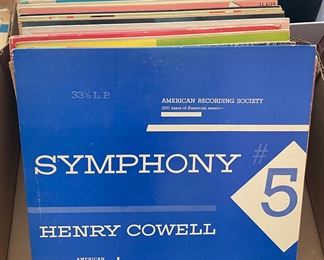 33⅓ L.P.
AMERICAN RECORDING SOCIETY
200 years of American music—
SYMPHONY # 5
HENRY COWELL
AMERICAN